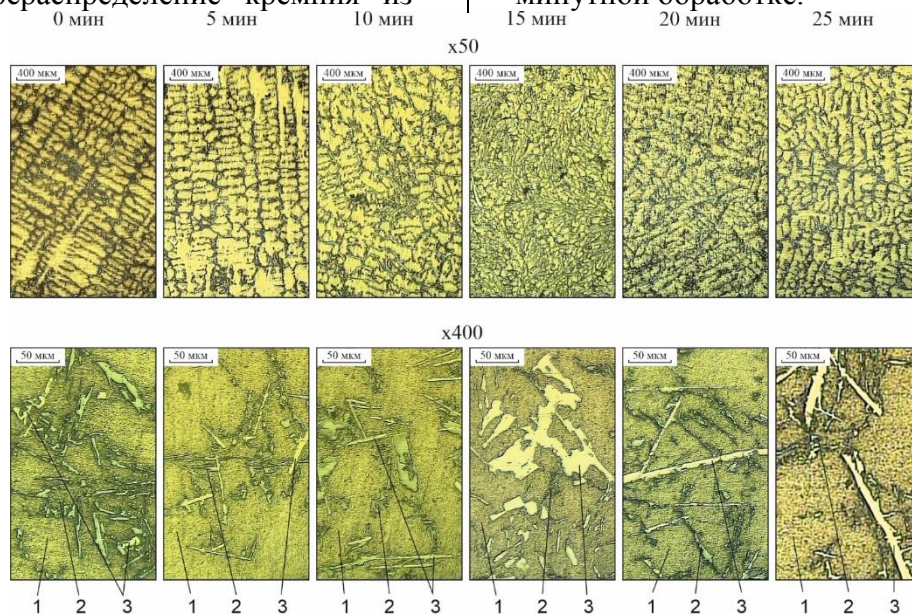 ераспределение кремния из минутной обработке.
0 мин 5 мин 10 мин 15 мин 20 мин 25 мин
x50
400 мкм 400 мкм 400 мкм 400 мкм 400 мкм 400 мкм
x400
50 мкм 50 мкм 50 мкм 50 мкм 50 мкм 50 мкм
1 2 3 1 2 3 1 2 3 1 2 3 1 2 3 1 2 3